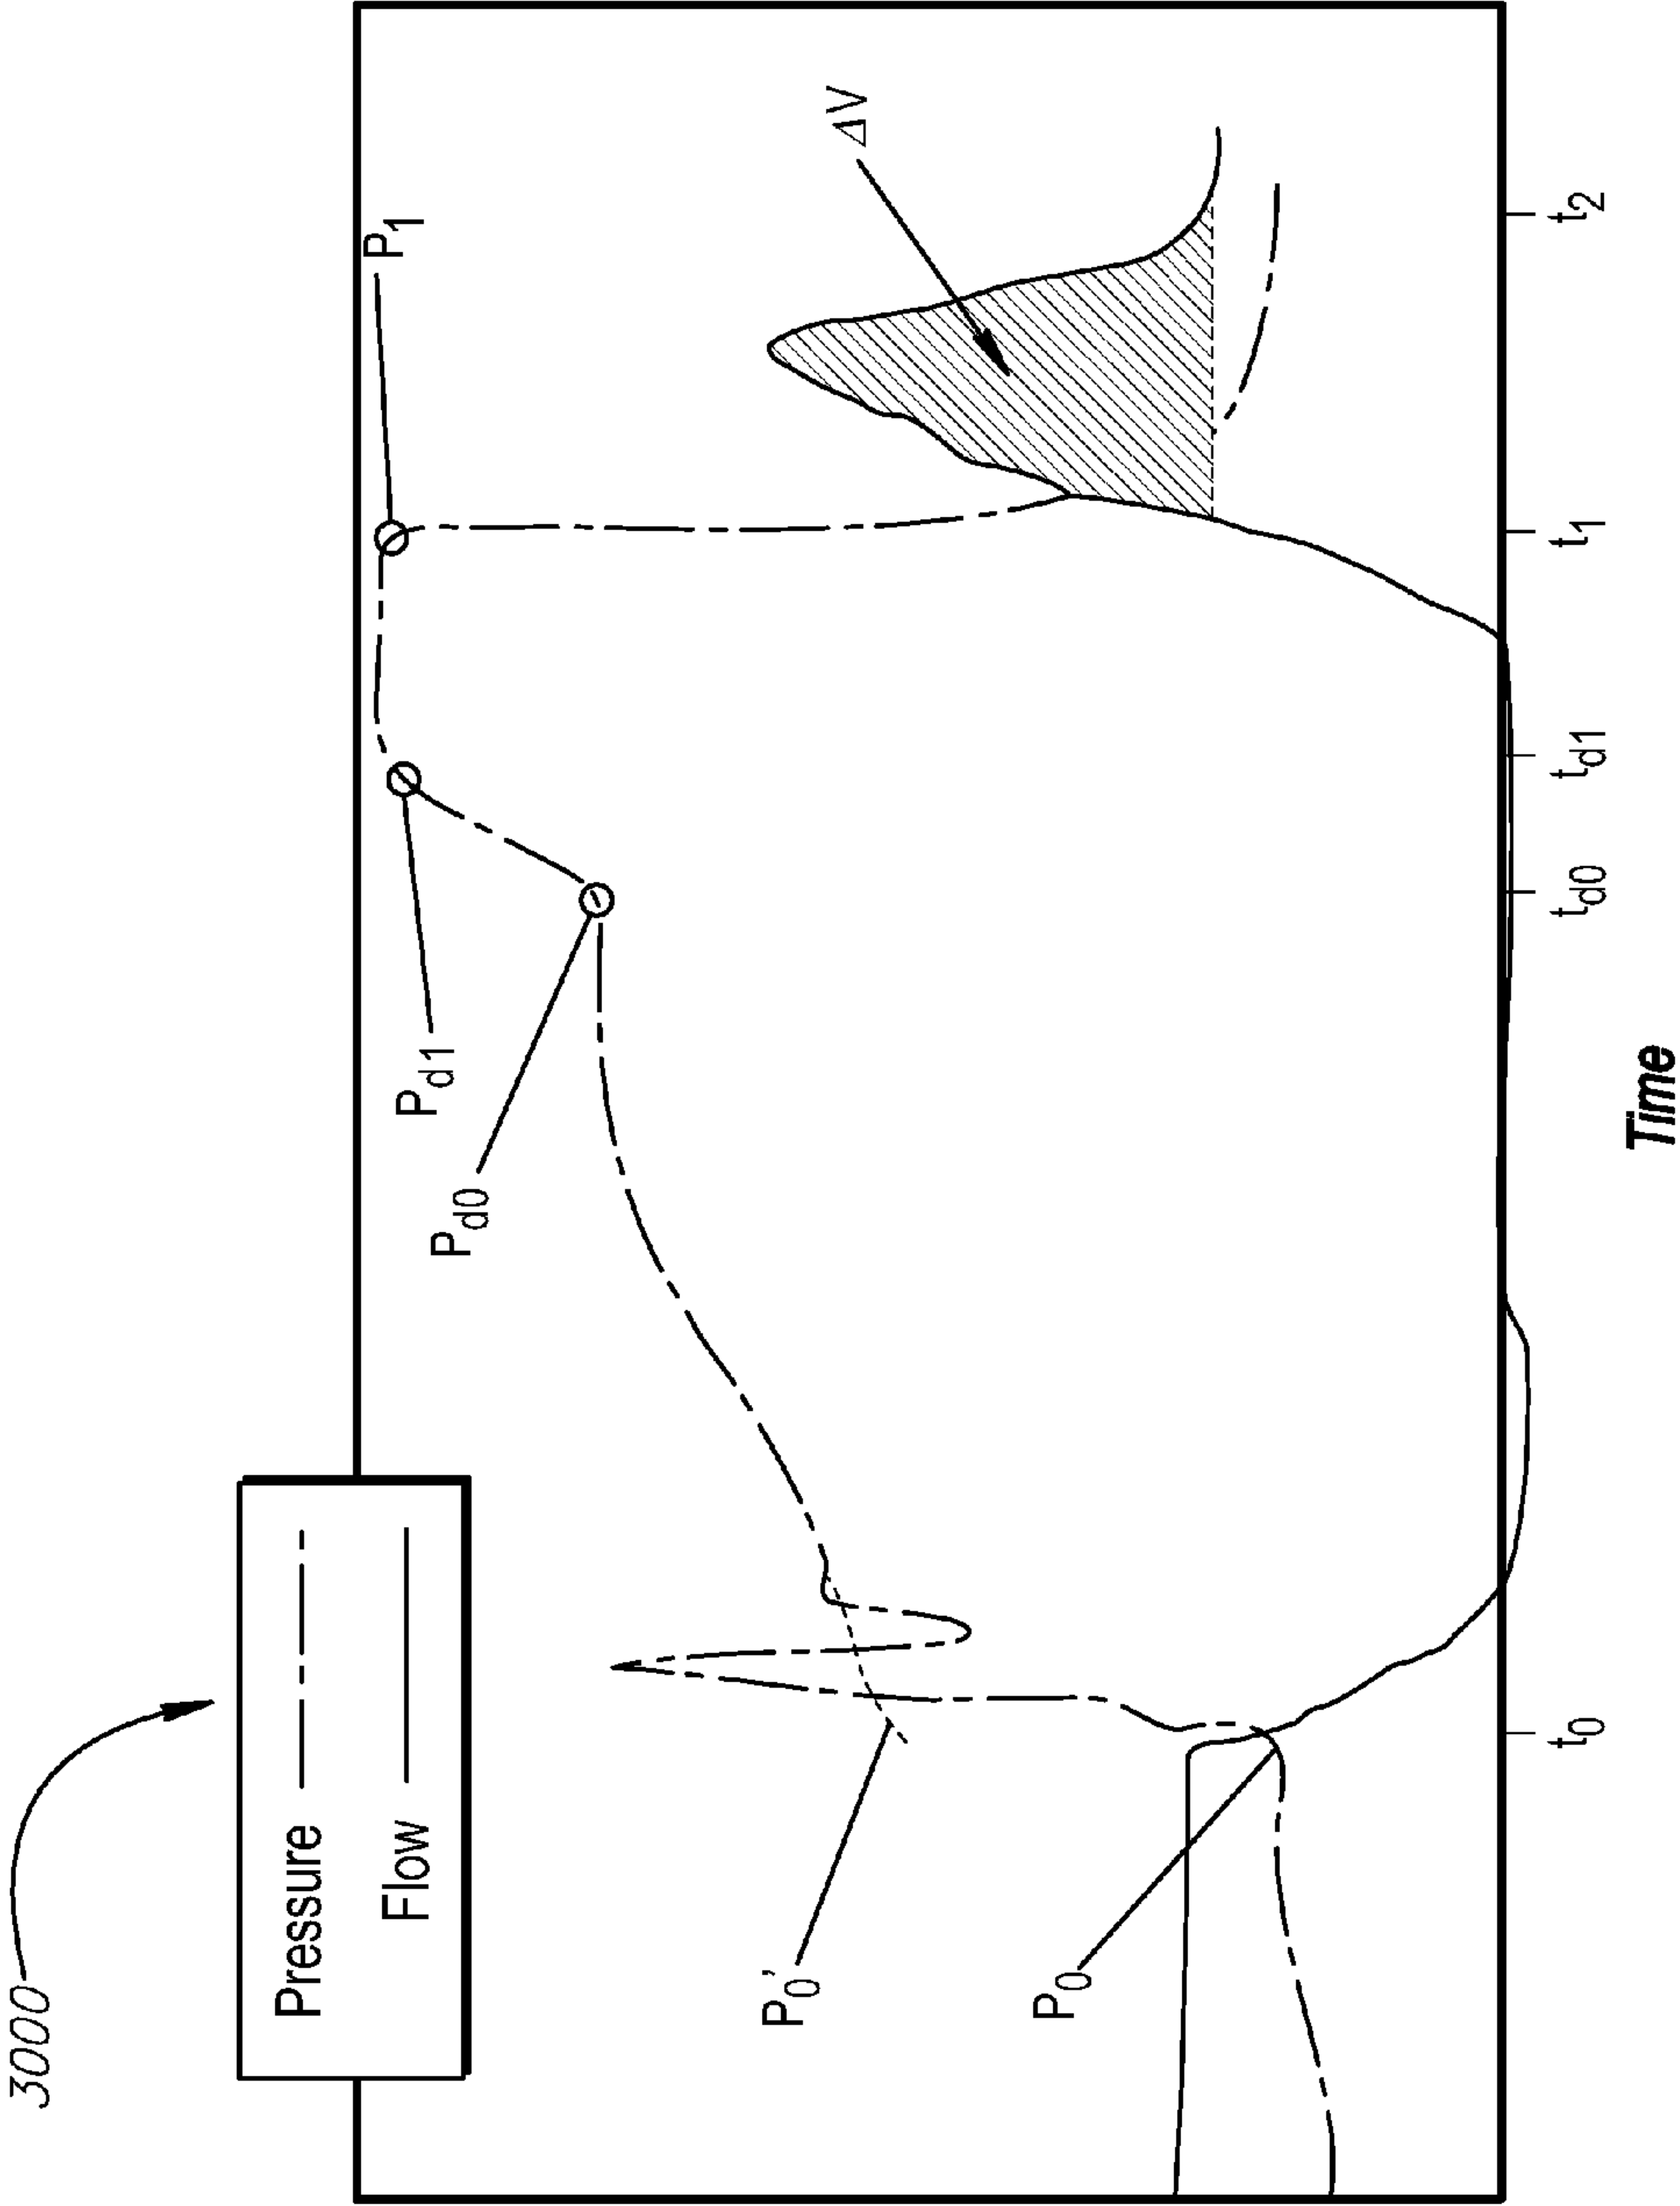 3000
Pressure
Flow
P1
Pd1
Pd0
ΔV
P0'
P0
t0
td0
td1
t1
t2
Time